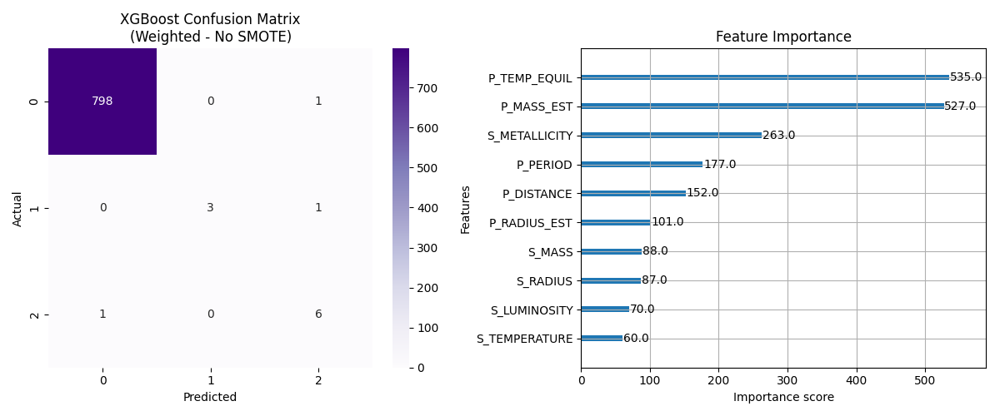 XGBoost Confusion Matrix
(Weighted - No SMOTE)
Actual
0
798
0
1
1
0
3
1
2
1
0
6
0
1
2
Predicted
700
600
500
400
300
200
100
0
Feature Importance
Features
P_TEMP_EQUIL
535.0
P_MASS_EST
527.0
S_METALLICITY
263.0
P_PERIOD
177.0
P_DISTANCE
152.0
P_RADIUS_EST
101.0
S_MASS
88.0
S_RADIUS
87.0
S_LUMINOSITY
70.0
S_TEMPERATURE
60.0
0
100
200
300
400
500
Importance score